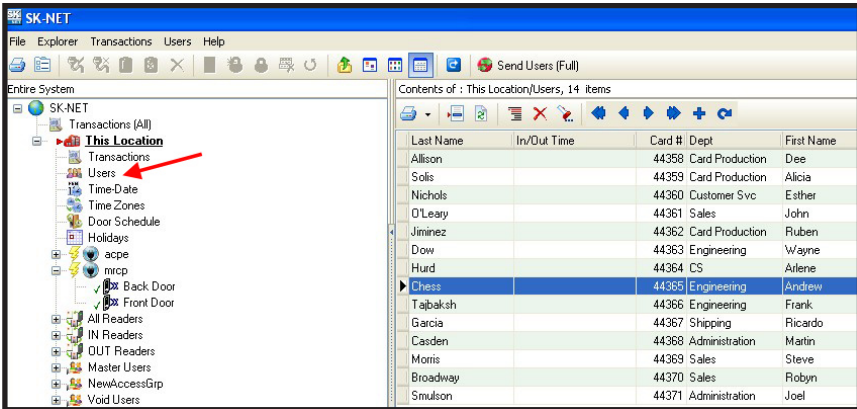 SK-NET
File Explorer Transactions Users Help
Send Users (Full)
Entire System
SK-NET
Transactions (All)
This Location
Transactions
Users
Time-Date
Time Zones
Door Schedule
Holidays
acpe
mrcp
Back Door
Front Door
All Readers
IN Readers
OUT Readers
Master Users
NewAccessGrp
Void Users
Contents of : This Location/Users, 14 items
Last Name In/Out Time Card # Dept First Name
Allison 44358 Card Production Dee
Solis 44359 Card Production Alicia
Nichols 44360 Customer Svc Esther
O'Leary 44361 Sales John
Jiminez 44362 Card Production Ruben
Dow 44363 Engineering Wayne
Hurd 44364 CS Arlene
Chess 44365 Engineering Andrew
Tajbaksh 44366 Engineering Frank
Garcia 44367 Shipping Ricardo
Casden 44368 Administration Martin
Morris 44369 Sales Steve
Broadway 44370 Sales Robyn
Smulson 44371 Administration Joel